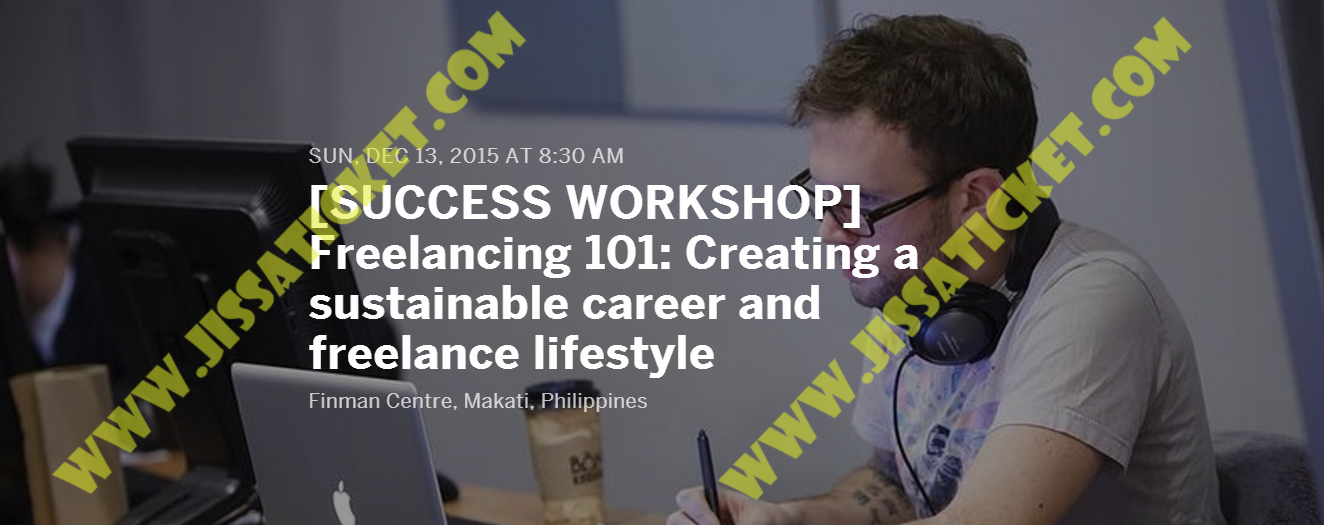 SUN, DEC 13, 2015 AT 8:30 AM
[SUCCESS WORKSHOP]
Freelancing 101: Creating a
sustainable career and
freelance lifestyle
Finman Centre, Makati, Philippines
WWW.JISSATICKET.COM
WWW.JISSATICKET.COM